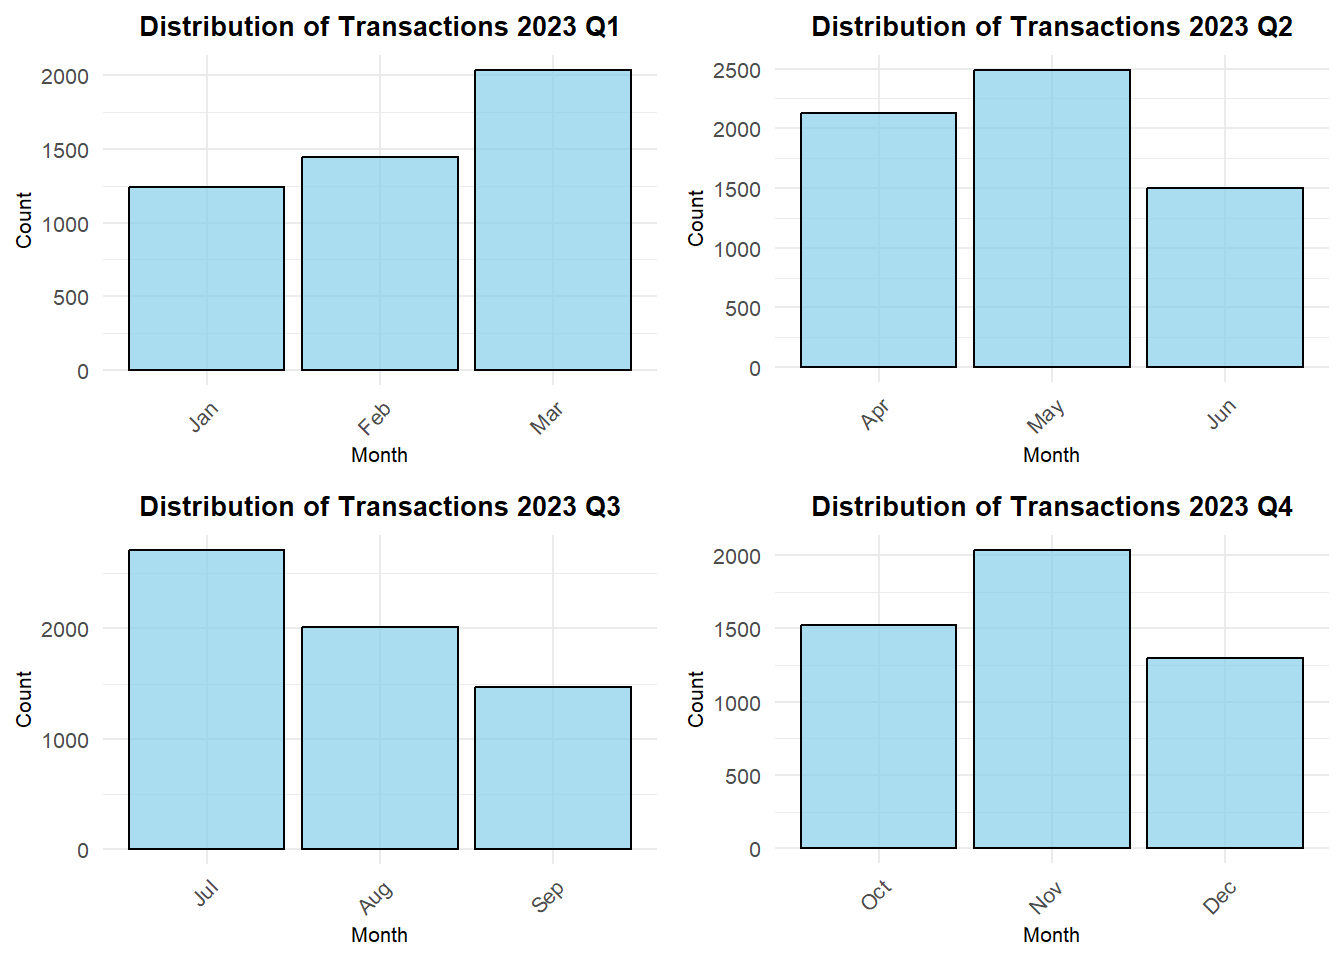 Distribution of Transactions 2023 Q1
2000
1500
1000
500
0
Count
Jan
Feb
Mar
Month
Distribution of Transactions 2023 Q2
2500
2000
1500
1000
500
0
Count
Apr
May
Jun
Month
Distribution of Transactions 2023 Q3
2000
1000
0
Count
Jul
Aug
Sep
Month
Distribution of Transactions 2023 Q4
2000
1500
1000
500
0
Count
Oct
Nov
Dec
Month